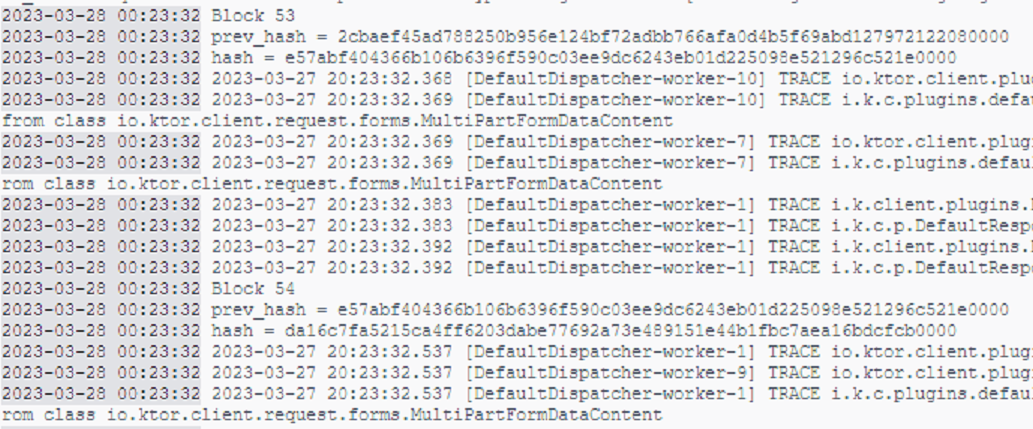 2023-03-28 00:23:32 Block 53
2023-03-28 00:23:32 prev_hash = 2cbaef45ad788250b956e124bf72adbb766afa0d4b5f69abd127972122080000
2023-03-28 00:23:32 hash = e57abf404366b106b6396f590c03ee9dc6243eb01d225098e521296c521e0000
2023-03-28 00:23:32 2023-03-27 20:23:32.368 [DefaultDispatcher-worker-10] TRACE io.ktor.client.plu
2023-03-28 00:23:32 2023-03-27 20:23:32.369 [DefaultDispatcher-worker-10] TRACE i.k.c.plugins.defa
from class io.ktor.client.request.forms.MultiPartFormDataContent
2023-03-28 00:23:32 2023-03-27 20:23:32.369 [DefaultDispatcher-worker-7] TRACE io.ktor.client.plug
2023-03-28 00:23:32 2023-03-27 20:23:32.369 [DefaultDispatcher-worker-7] TRACE i.k.c.plugins.defau
rom class io.ktor.client.request.forms.MultiPartFormDataContent
2023-03-28 00:23:32 2023-03-27 20:23:32.383 [DefaultDispatcher-worker-1] TRACE i.k.client.plugins.
2023-03-28 00:23:32 2023-03-27 20:23:32.383 [DefaultDispatcher-worker-1] TRACE i.k.c.p.DefaultResp
2023-03-28 00:23:32 2023-03-27 20:23:32.392 [DefaultDispatcher-worker-1] TRACE i.k.client.plugins.
2023-03-28 00:23:32 2023-03-27 20:23:32.392 [DefaultDispatcher-worker-1] TRACE i.k.c.p.DefaultResp
2023-03-28 00:23:32 Block 54
2023-03-28 00:23:32 prev_hash = e57abf404366b106b6396f590c03ee9dc6243eb01d225098e521296c521e0000
2023-03-28 00:23:32 hash = da16c7fa5215ca4ff6203dabe77692a73e489151e44b1fbc7aea16bdcfcb0000
2023-03-28 00:23:32 2023-03-27 20:23:32.537 [DefaultDispatcher-worker-1] TRACE io.ktor.client.plug
2023-03-28 00:23:32 2023-03-27 20:23:32.537 [DefaultDispatcher-worker-9] TRACE io.ktor.client.plug
2023-03-28 00:23:32 2023-03-27 20:23:32.537 [DefaultDispatcher-worker-1] TRACE i.k.c.plugins.defau
rom class io.ktor.client.request.forms.MultiPartFormDataContent